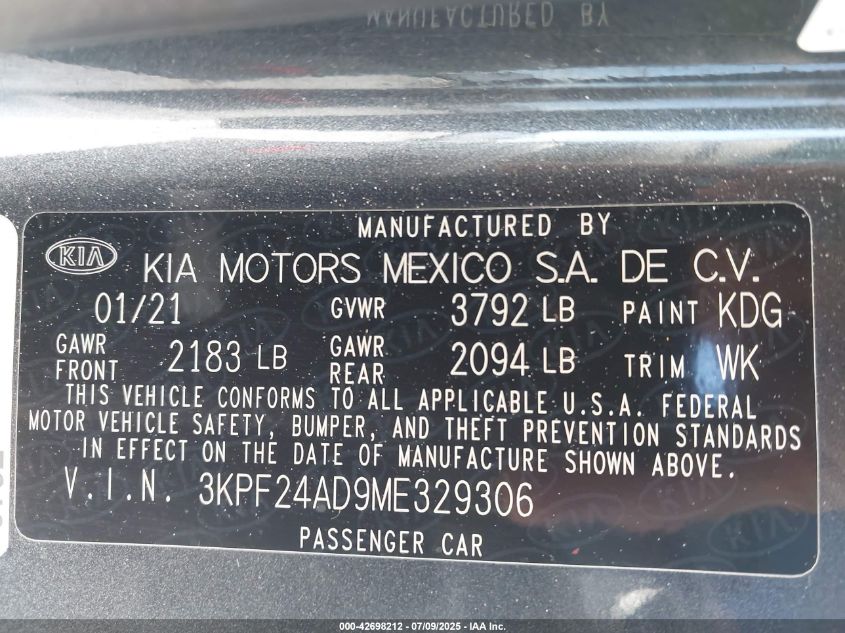 MANUFACTURED BY
MANUFACTURED BY
KIA KIA MOTORS MEXICO S.A. DE C.V.
01/21 GVWR 3792 LB PAINT KDG
GAWR FRONT 2183 LB GAWR REAR 2094 LB TRIM WK
THIS VEHICLE CONFORMS TO ALL APPLICABLE U.S.A. FEDERAL
MOTOR VEHICLE SAFETY, BUMPER, AND THEFT PREVENTION STANDARDS
IN EFFECT ON THE DATE OF MANUFACTURE SHOWN ABOVE.
V.I.N. 3KPF24AD9ME329306
PASSENGER CAR
000-42698212 - 07/09/2025 - IAA Inc.